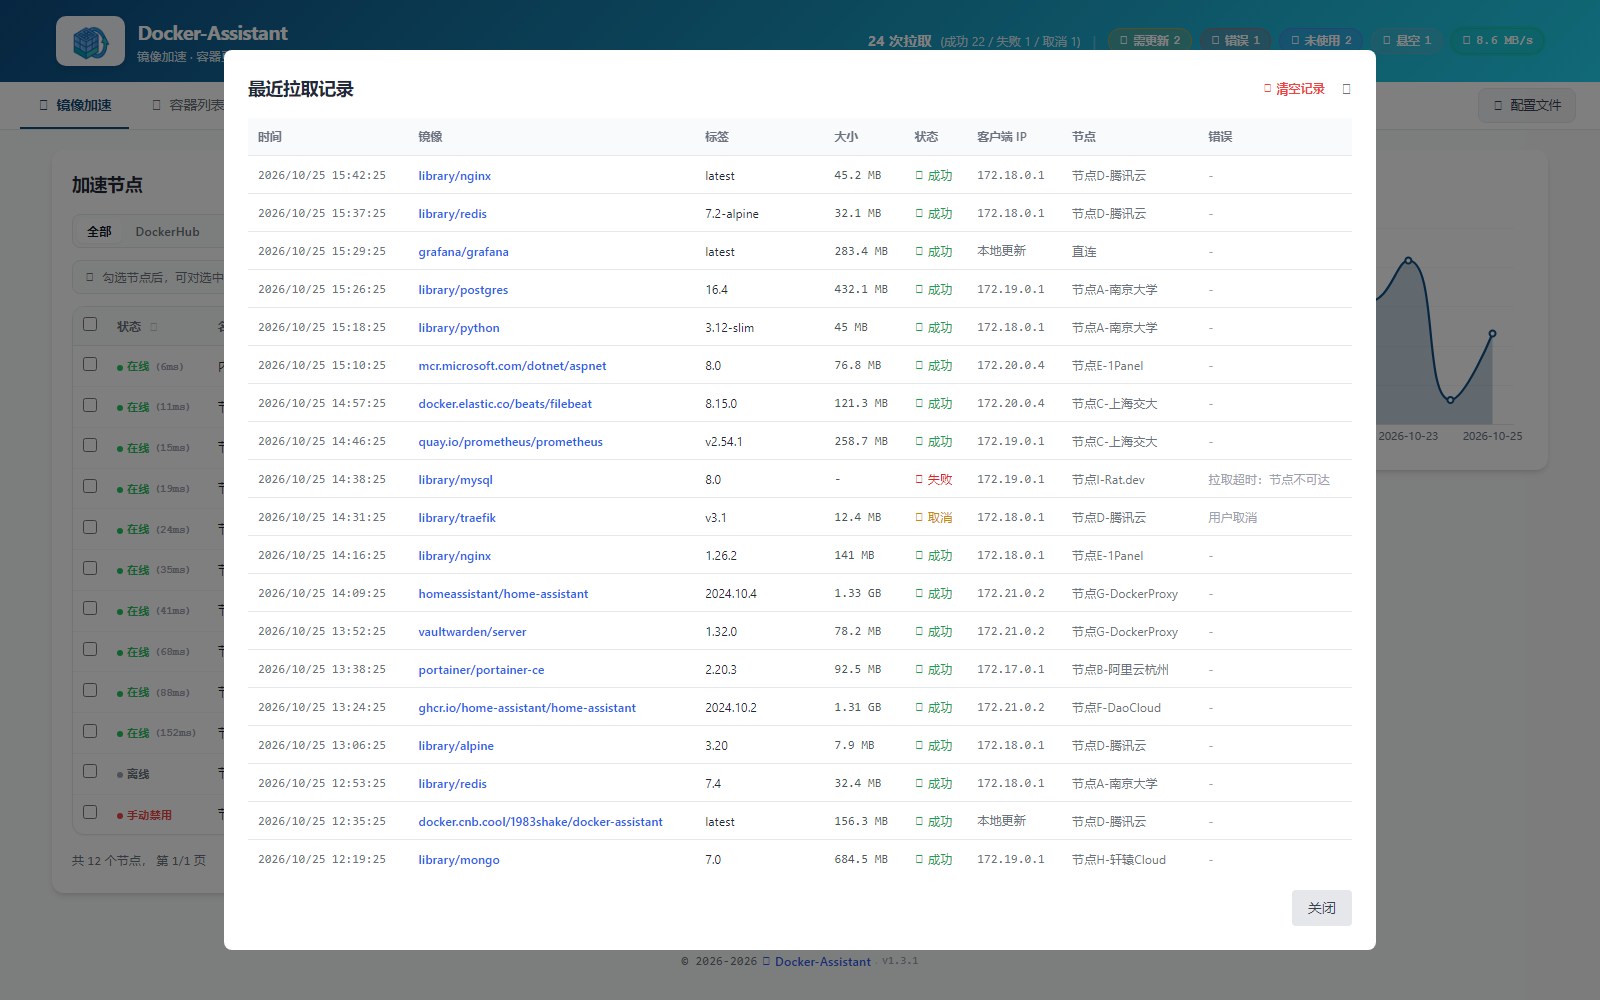 Docker-Assistant
镜像加速 · 容器
24 次拉取 (成功 22 / 失败 1 / 取消 1) | 需更新 2 错误 1 未使用 2 悬空 1 8.6 MB/s
镜像加速 容器列表 配置文件
最近拉取记录 清空记录
时间 镜像 标签 大小 状态 客户端 IP 节点 错误
2026/10/25 15:42:25 library/nginx latest 45.2 MB 成功 172.18.0.1 节点D-腾讯云 -
2026/10/25 15:37:25 library/redis 7.2-alpine 32.1 MB 成功 172.18.0.1 节点D-腾讯云 -
2026/10/25 15:29:25 grafana/grafana latest 283.4 MB 成功 本地更新 直连 -
2026/10/25 15:26:25 library/postgres 16.4 432.1 MB 成功 172.19.0.1 节点A-南京大学 -
2026/10/25 15:18:25 library/python 3.12-slim 45 MB 成功 172.18.0.1 节点A-南京大学 -
2026/10/25 15:10:25 mcr.microsoft.com/dotnet/aspnet 8.0 76.8 MB 成功 172.20.0.4 节点E-1Panel -
2026/10/25 14:57:25 docker.elastic.co/beats/filebeat 8.15.0 121.3 MB 成功 172.20.0.4 节点C-上海交大 -
2026/10/25 14:46:25 quay.io/prometheus/prometheus v2.54.1 258.7 MB 成功 172.19.0.1 节点C-上海交大 -
2026/10/25 14:38:25 library/mysql 8.0 - 失败 172.19.0.1 节点I-Rat.dev 拉取超时：节点不可达
2026/10/25 14:31:25 library/traefik v3.1 12.4 MB 取消 172.18.0.1 节点D-腾讯云 用户取消
2026/10/25 14:16:25 library/nginx 1.26.2 141 MB 成功 172.18.0.1 节点E-1Panel -
2026/10/25 14:09:25 homeassistant/home-assistant 2024.10.4 1.33 GB 成功 172.21.0.2 节点G-DockerProxy -
2026/10/25 13:52:25 vaultwarden/server 1.32.0 78.2 MB 成功 172.21.0.2 节点G-DockerProxy -
2026/10/25 13:38:25 portainer/portainer-ce 2.20.3 92.5 MB 成功 172.17.0.1 节点B-阿里云杭州 -
2026/10/25 13:24:25 ghcr.io/home-assistant/home-assistant 2024.10.2 1.31 GB 成功 172.21.0.2 节点F-DaoCloud -
2026/10/25 13:06:25 library/alpine 3.20 7.9 MB 成功 172.18.0.1 节点D-腾讯云 -
2026/10/25 12:53:25 library/redis 7.4 32.4 MB 成功 172.18.0.1 节点A-南京大学 -
2026/10/25 12:35:25 docker.cnb.cool/1983shake/docker-assistant latest 156.3 MB 成功 本地更新 节点D-腾讯云 -
2026/10/25 12:19:25 library/mongo 7.0 684.5 MB 成功 172.19.0.1 节点H-轩辕Cloud -
关闭
加速节点
全部 DockerHub
勾选节点后，可对选中
状态
在线 (6ms)
在线 (11ms)
在线 (15ms)
在线 (19ms)
在线 (24ms)
在线 (35ms)
在线 (41ms)
在线 (68ms)
在线 (88ms)
在线 (152ms)
离线
手动禁用
共 12 个节点， 第 1/1 页
2026-10-23 2026-10-25
© 2026-2026 Docker-Assistant v1.3.1